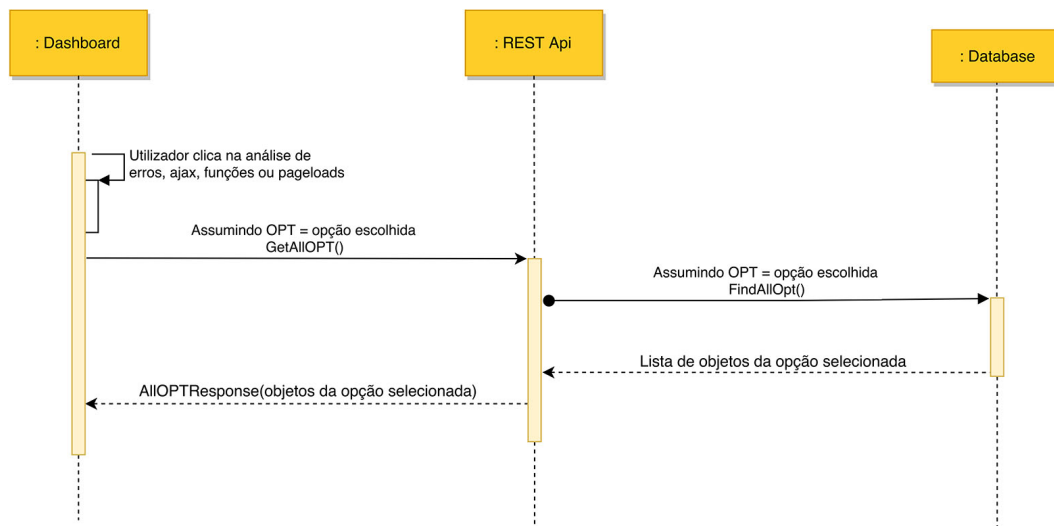 : Dashboard
: REST Api
: Database
Utilizador clica na análise de
erros, ajax, funções ou pageloads
Assumindo OPT = opção escolhida
GetAllOPT()
Assumindo OPT = opção escolhida
FindAllOpt()
Lista de objetos da opção selecionada
AllOPTResponse(objetos da opção selecionada)